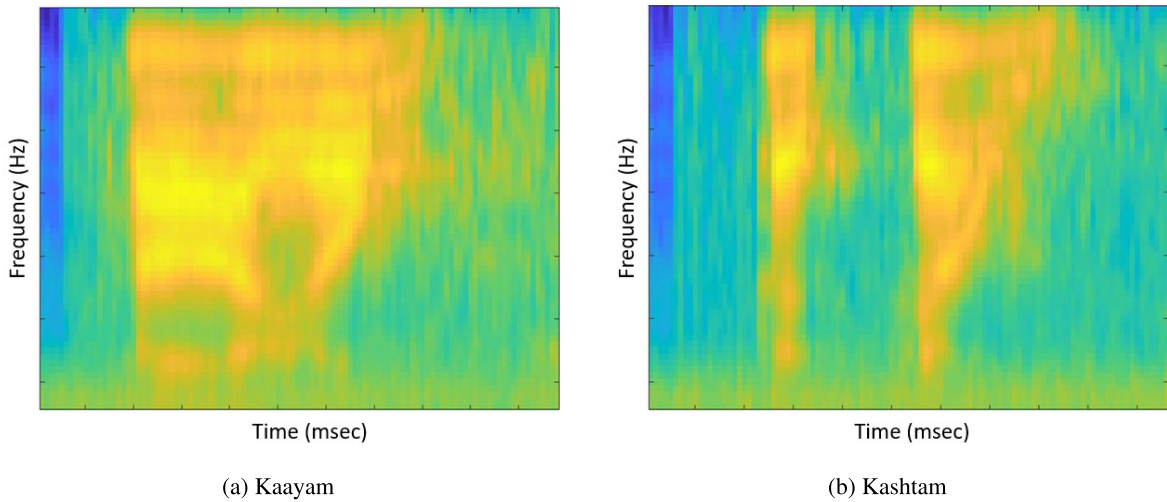 Frequency (Hz)
Time (msec)
(a) Kaayam
Frequency (Hz)
Time (msec)
(b) Kashtam